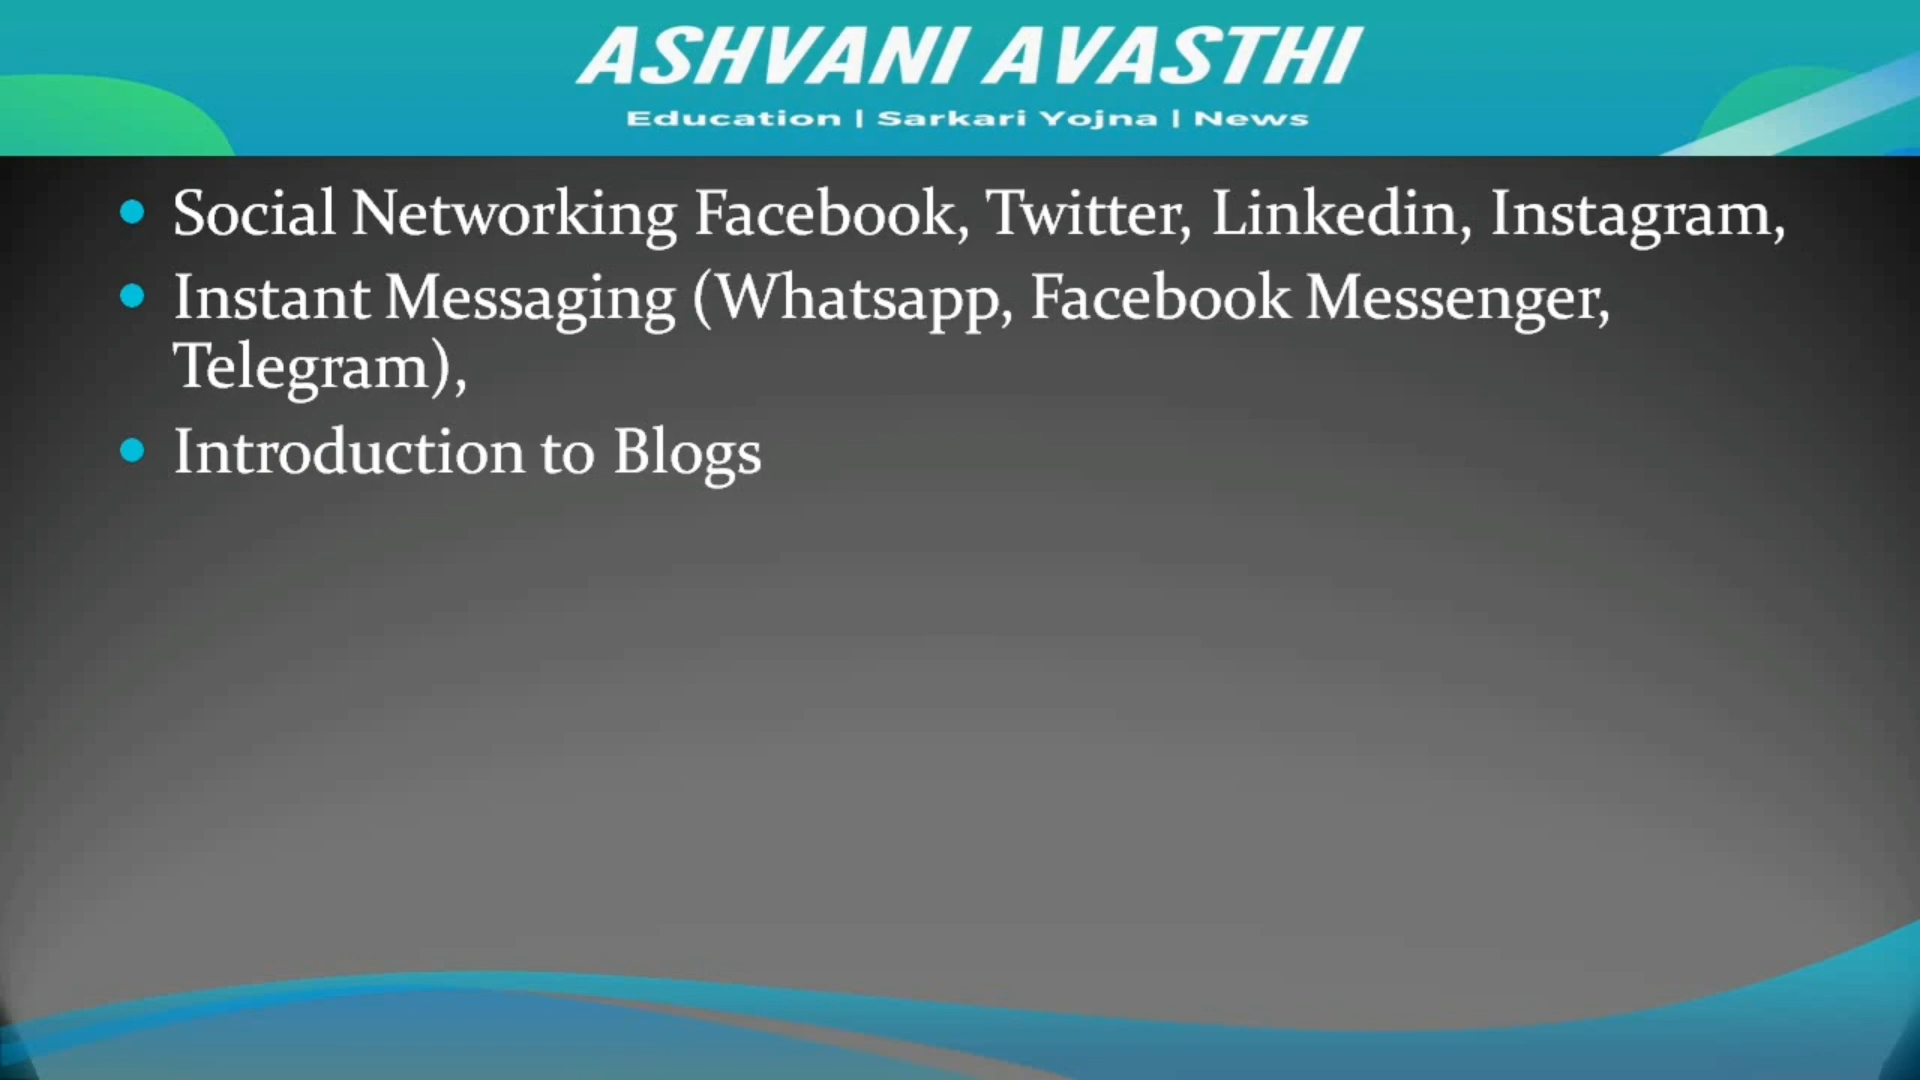 ASHVANI AVASTHI
Education | Sarkari Yojna | News
• Social Networking Facebook, Twitter, Linkedin, Instagram,
• Instant Messaging (Whatsapp, Facebook Messenger,
Telegram),
• Introduction to Blogs